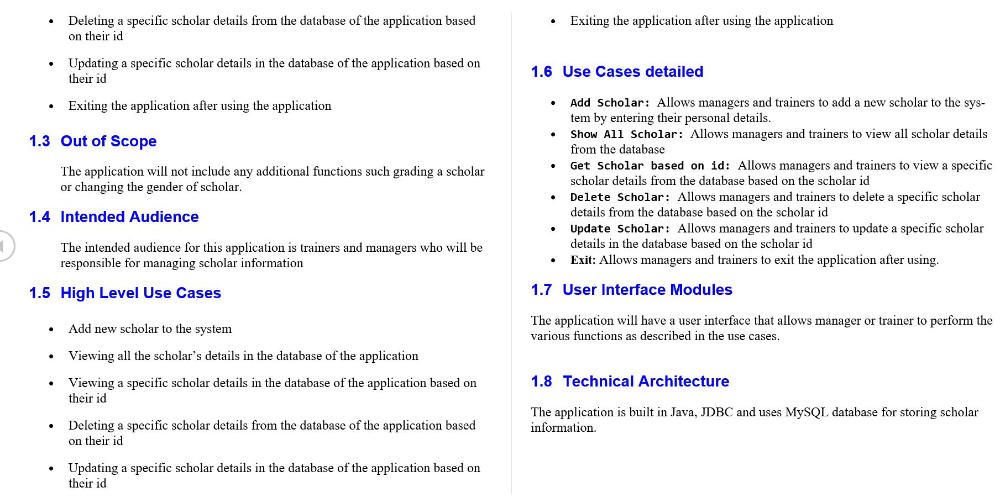 • Deleting a specific scholar details from the database of the application based
on their id
• Updating a specific scholar details in the database of the application based on
their id
• Exiting the application after using the application
1.3 Out of Scope
The application will not include any additional functions such grading a scholar
or changing the gender of scholar.
1.4 Intended Audience
The intended audience for this application is trainers and managers who will be
responsible for managing scholar information
1.5 High Level Use Cases
• Add new scholar to the system
• Viewing all the scholar’s details in the database of the application
• Viewing a specific scholar details in the database of the application based on
their id
• Deleting a specific scholar details from the database of the application based
on their id
• Updating a specific scholar details in the database of the application based on
their id
• Exiting the application after using the application
1.6 Use Cases detailed
• Add Scholar: Allows managers and trainers to add a new scholar to the sys-
tem by entering their personal details.
• Show All Scholar: Allows managers and trainers to view all scholar details
from the database
• Get Scholar based on id: Allows managers and trainers to view a specific
scholar details from the database based on the scholar id
• Delete Scholar: Allows managers and trainers to delete a specific scholar
details from the database based on the scholar id
• Update Scholar: Allows managers and trainers to update a specific scholar
details in the database based on the scholar id
• Exit: Allows managers and trainers to exit the application after using.
1.7 User Interface Modules
The application will have a user interface that allows manager or trainer to perform the
various functions as described in the use cases.
1.8 Technical Architecture
The application is built in Java, JDBC and uses MySQL database for storing scholar
information.